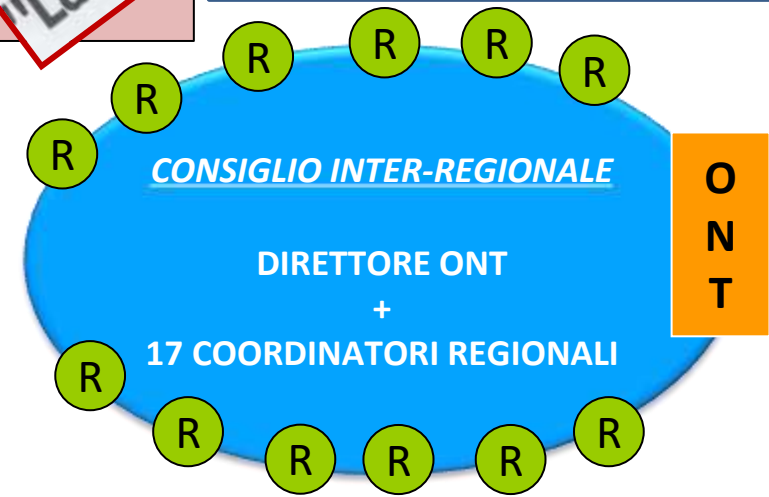 R R R R R
R
R
CONSIGLIO INTER-REGIONALE
DIRETTORE ONT
+
17 COORDINATORI REGIONALI
O
N
T
R
R R R R R